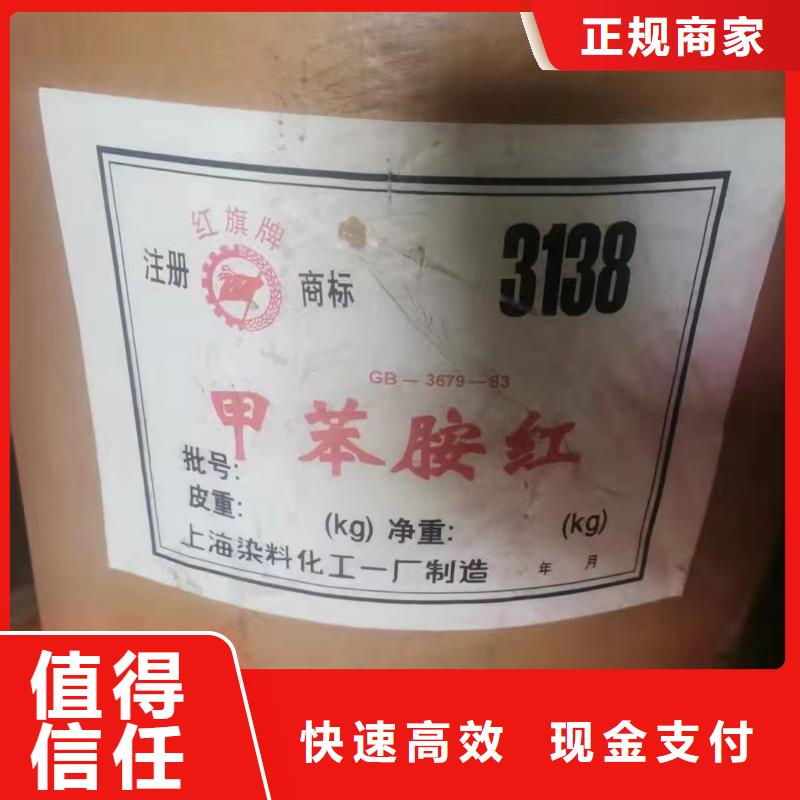 正规商家
红旗牌
注册 商标
3138
GB-3679-83
甲苯胺红
批号:
皮重: (kg) 净重: (kg)
上海染料化工一厂制造 年 月
值得
信任
快速高效 现金支付